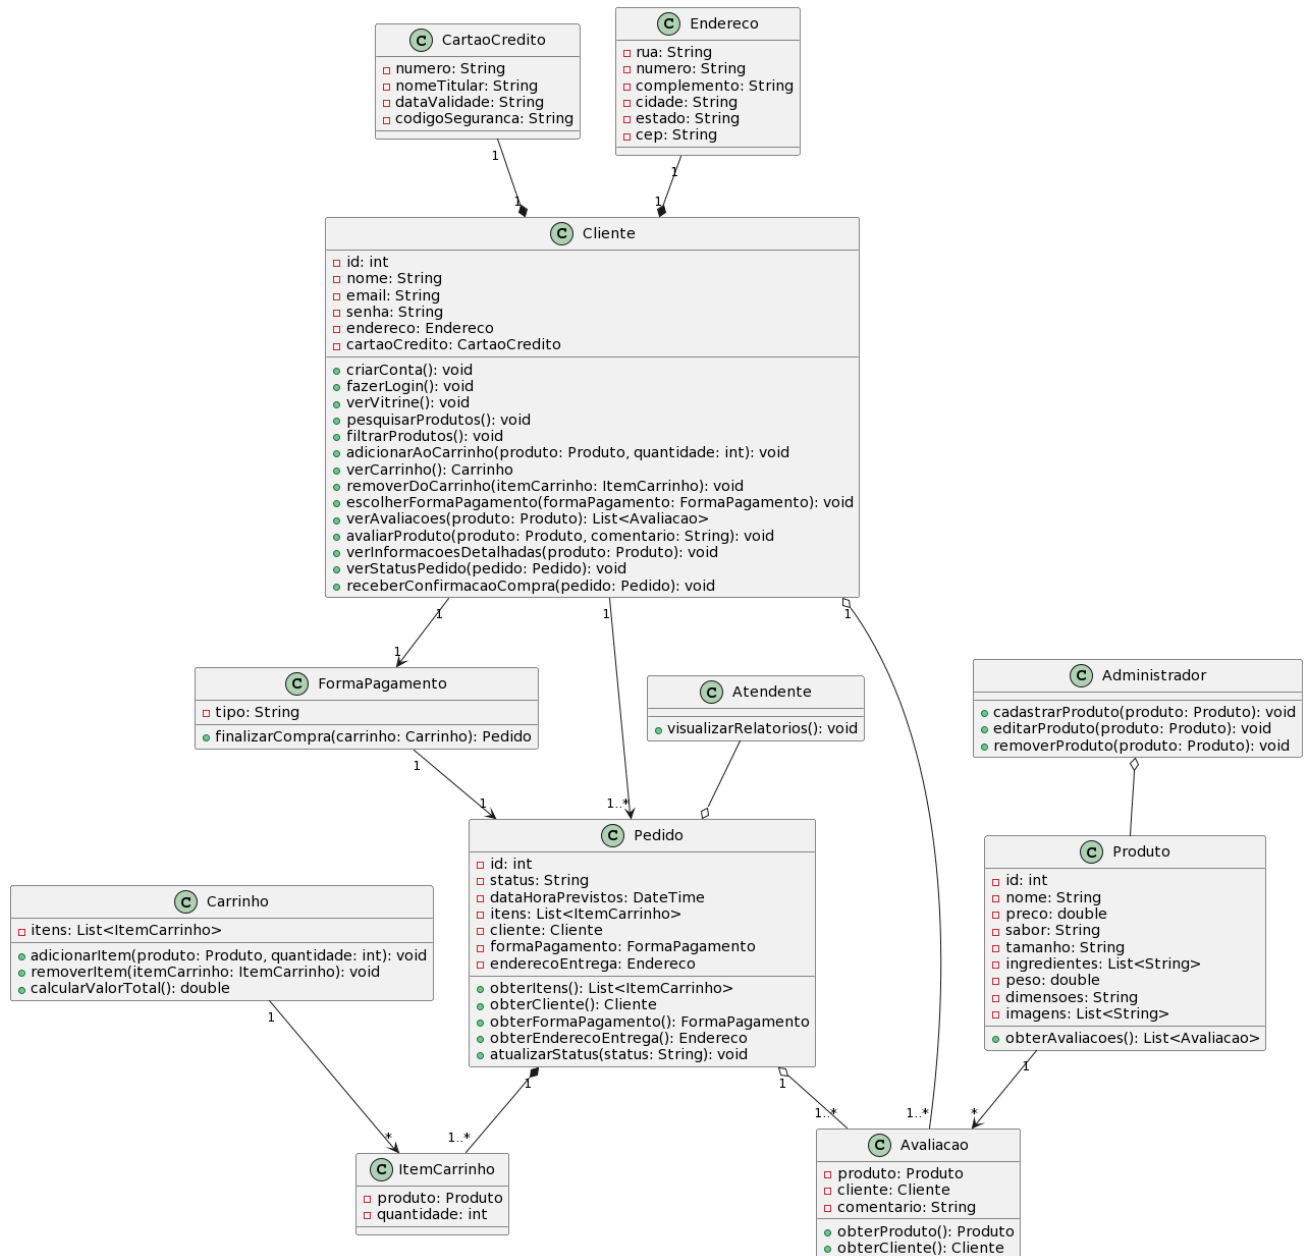 C CartaoCredito
numero: String
nomeTitular: String
dataValidade: String
codigoSeguranca: String
C Endereco
rua: String
numero: String
complemento: String
cidade: String
estado: String
cep: String
1
1
1
1
C Cliente
id: int
nome: String
email: String
senha: String
endereco: Endereco
cartaoCredito: CartaoCredito
criarConta(): void
fazerLogin(): void
verVitrine(): void
pesquisarProdutos(): void
filtrarProdutos(): void
adicionarAoCarrinho(produto: Produto, quantidade: int): void
verCarrinho(): Carrinho
removerDoCarrinho(itemCarrinho: ItemCarrinho): void
escolherFormaPagamento(formaPagamento: FormaPagamento): void
verAvaliacoes(produto: Produto): List<Avaliacao>
avaliarProduto(produto: Produto, comentario: String): void
verInformacoesDetalhadas(produto: Produto): void
verStatusPedido(pedido: Pedido): void
receberConfirmacaoCompra(pedido: Pedido): void
1
1
1
1
C FormaPagamento
tipo: String
finalizarCompra(carrinho: Carrinho): Pedido
C Atendente
visualizarRelatorios(): void
C Administrador
cadastrarProduto(produto: Produto): void
editarProduto(produto: Produto): void
removerProduto(produto: Produto): void
1
1
1..*
C Pedido
id: int
status: String
dataHoraPrevistos: DateTime
itens: List<ItemCarrinho>
cliente: Cliente
formaPagamento: FormaPagamento
enderecoEntrega: Endereco
obterItens(): List<ItemCarrinho>
obterCliente(): Cliente
obterFormaPagamento(): FormaPagamento
obterEnderecoEntrega(): Endereco
atualizarStatus(status: String): void
C Produto
id: int
nome: String
preco: double
sabor: String
tamanho: String
ingredientes: List<String>
peso: double
dimensoes: String
imagens: List<String>
obterAvaliacoes(): List<Avaliacao>
C Carrinho
itens: List<ItemCarrinho>
adicionarItem(produto: Produto, quantidade: int): void
removerItem(itemCarrinho: ItemCarrinho): void
calcularValorTotal(): double
1
1
1
1
*
1..*
1..*
1..*
*
C ItemCarrinho
produto: Produto
quantidade: int
C Avaliacao
produto: Produto
cliente: Cliente
comentario: String
obterProduto(): Produto
obterCliente(): Cliente